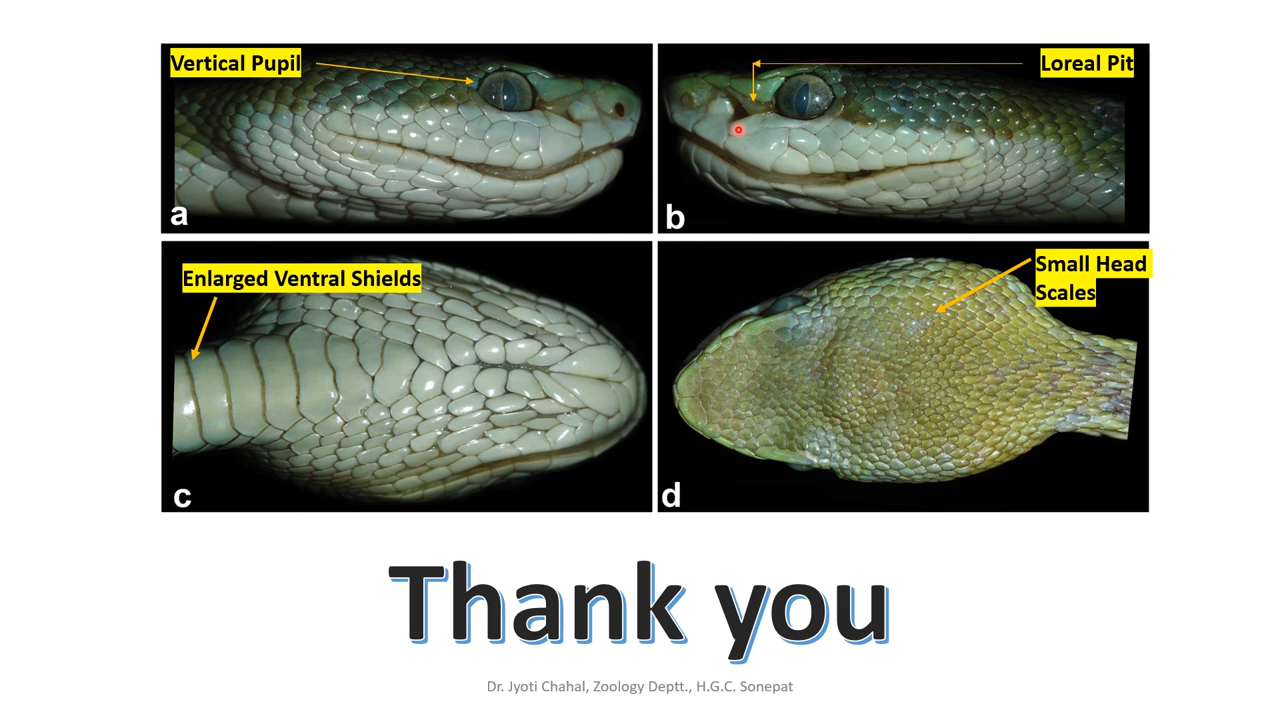 Vertical Pupil
Loreal Pit
a
b
Enlarged Ventral Shields
Small Head
Scales
c
d
Thank you
Dr. Jyoti Chahal, Zoology Deptt., H.G.C. Sonepat